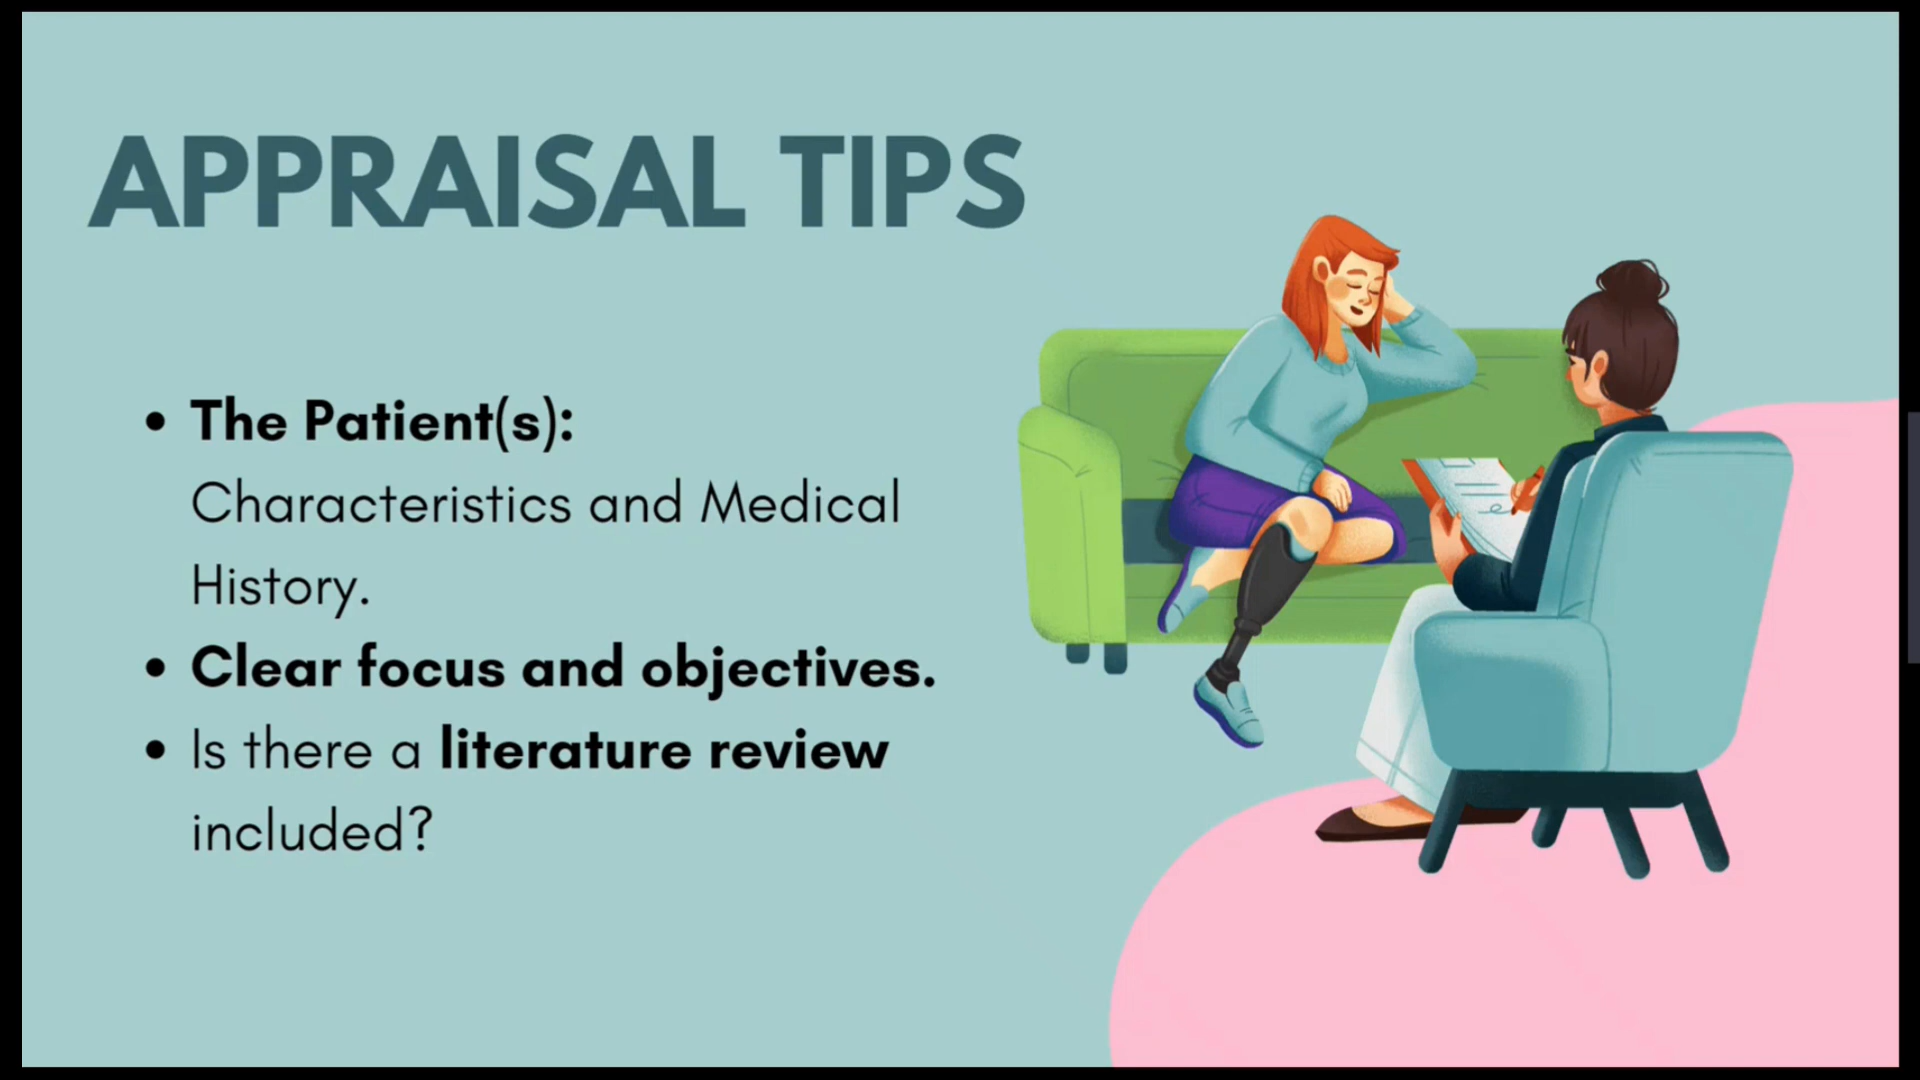 APPRAISAL TIPS
• The Patient(s):
Characteristics and Medical
History.
• Clear focus and objectives.
• Is there a literature review
included?